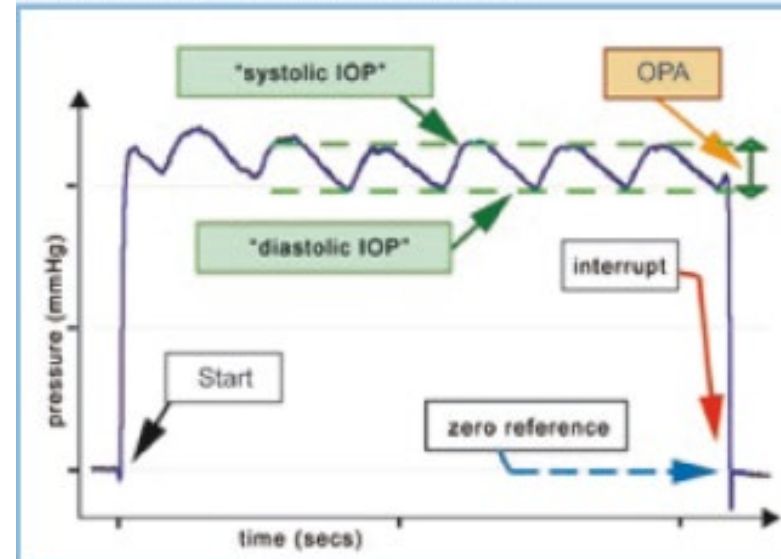 "systolic IOP"
OPA
"diastolic IOP"
interrupt
Start
zero reference
pressure (mmHg)
time (secs)